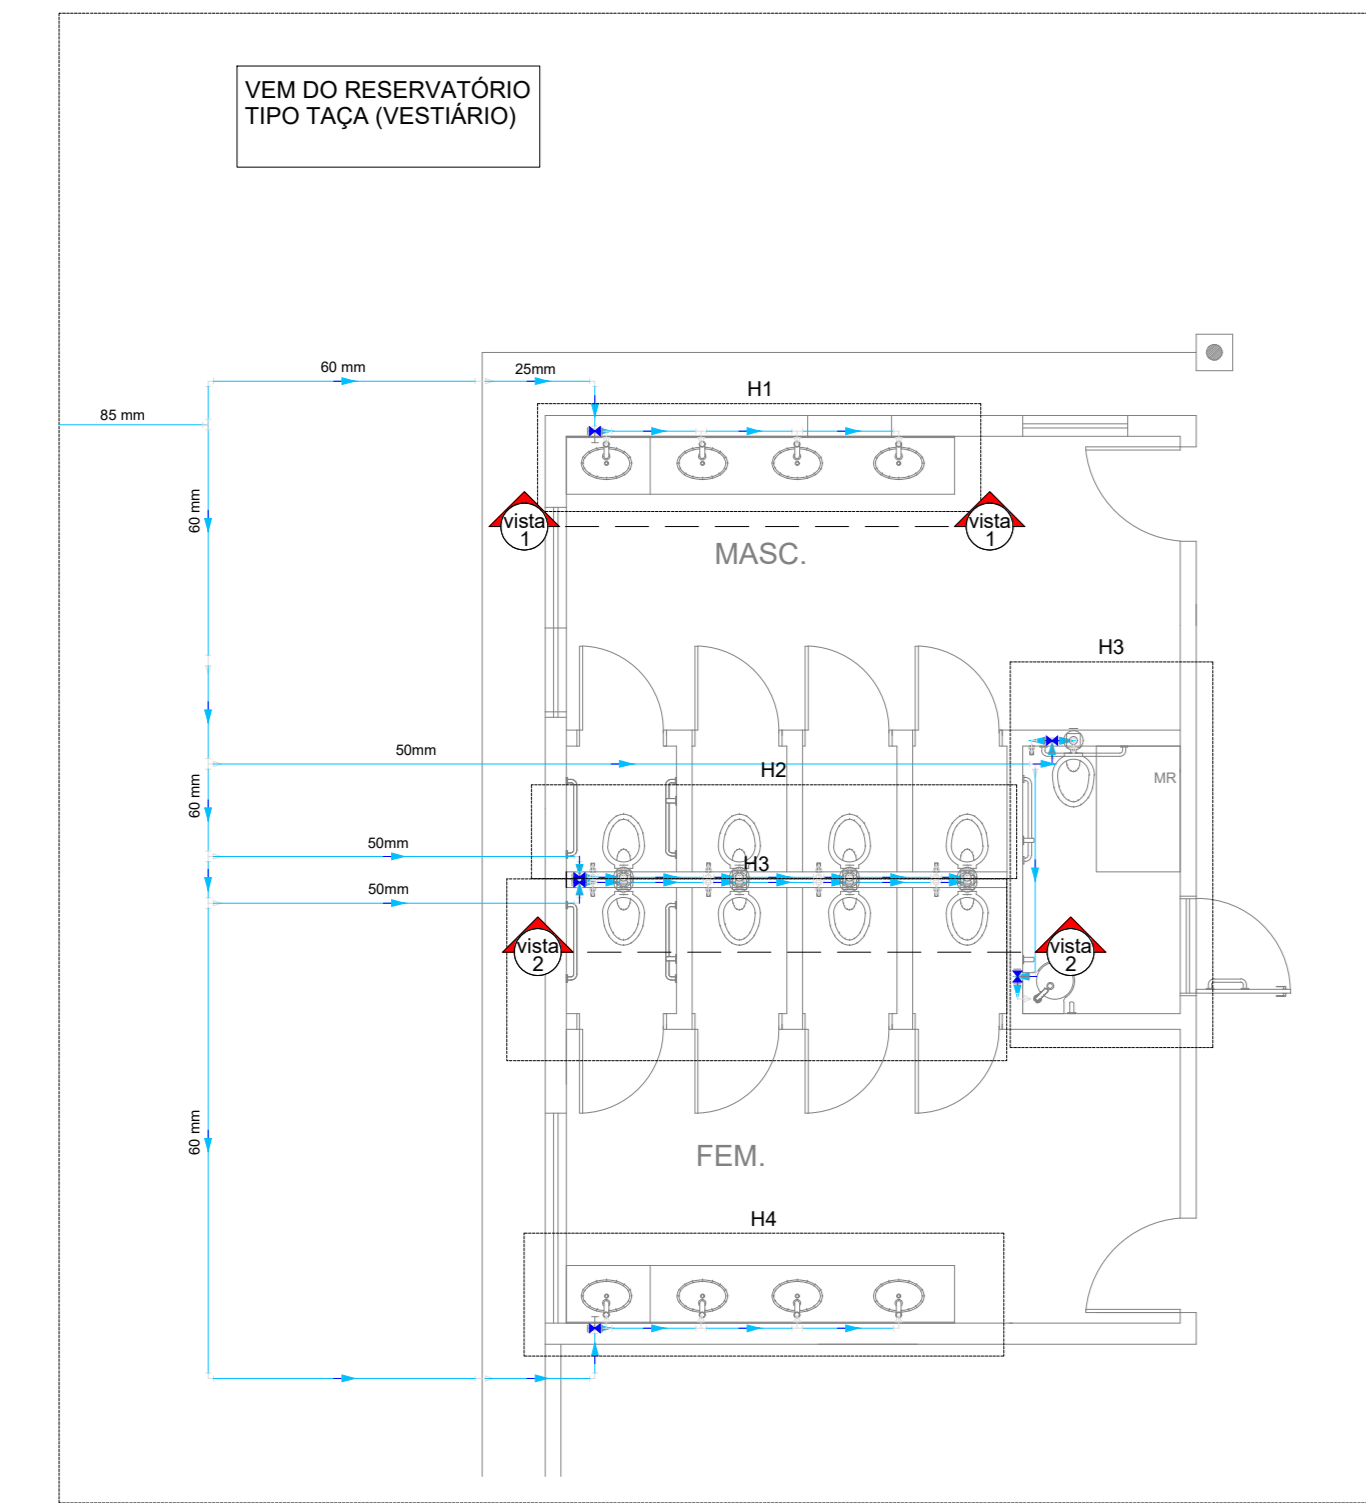 VEM DO RESERVATÓRIO
TIPO TAÇA (VESTIÁRIO)
60 mm
25mm
H1
85 mm
60 mm
vista
1
vista
1
MASC.
H3
50mm
H2
MR
60 mm
50mm
H3
50mm
vista
2
vista
2
60 mm
FEM.
H4